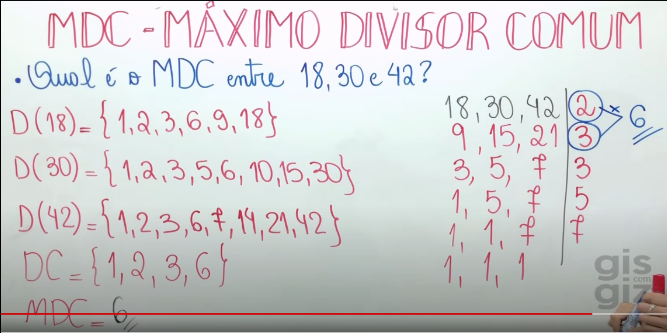 MDC - MÁXIMO DIVISOR COMUM
• Qual é o MDC entre 18,30 e 42?
D(18)={1,2,3,6,9,18}
D(30)={1,2,3,5,6,10,15,30}
D(42)={1,2,3,6,7,14,21,42}
DC={1,2,3,6}
MDC=6
18,30,42 | 2 × 6
9,15,21 | 3
3,5,7 | 3
1,5,7 | 5
1,1,7 | 7
1,1,1
gis
com
giz